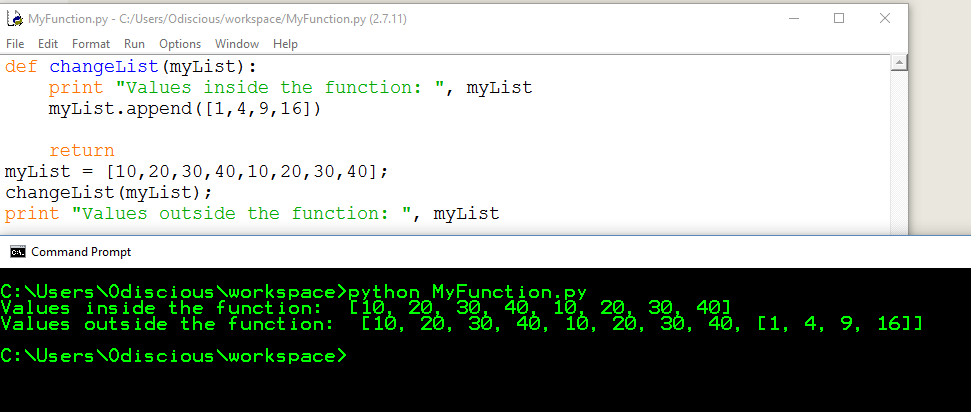 MyFunction.py - C:/Users/Odiscious/workspace/MyFunction.py (2.7.11)
File Edit Format Run Options Window Help
def changeList(myList):
    print "Values inside the function: ", myList
    myList.append([1,4,9,16])
    return
myList = [10,20,30,40,10,20,30,40];
changeList(myList);
print "Values outside the function: ", myList
Command Prompt
C:\Users\Odiscious\workspace>python MyFunction.py
Values inside the function:  [10, 20, 30, 40, 10, 20, 30, 40]
Values outside the function:  [10, 20, 30, 40, 10, 20, 30, 40, [1, 4, 9, 16]]
C:\Users\Odiscious\workspace>